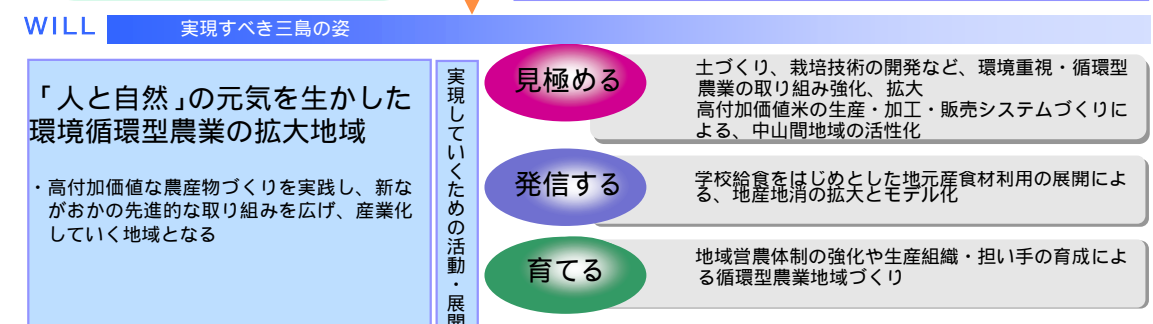 WILL 実現すべき三島の姿
「人と自然」の元気を生かした
環境循環型農業の拡大地域
・高付加価値な農産物づくりを実践し、新な
がおかの先進的な取り組みを広げ、産業化
していく地域となる
実現していくための活動・展開
見極める
土づくり、栽培技術の開発など、環境重視・循環型
農業の取り組み強化、拡大
高付加価値米の生産・加工・販売システムづくりに
よる、中山間地域の活性化
発信する
学校給食をはじめとした地元産食材利用の展開によ
る、地産地消の拡大とモデル化
育てる
地域営農体制の強化や生産組織・担い手の育成によ
る循環型農業地域づくり